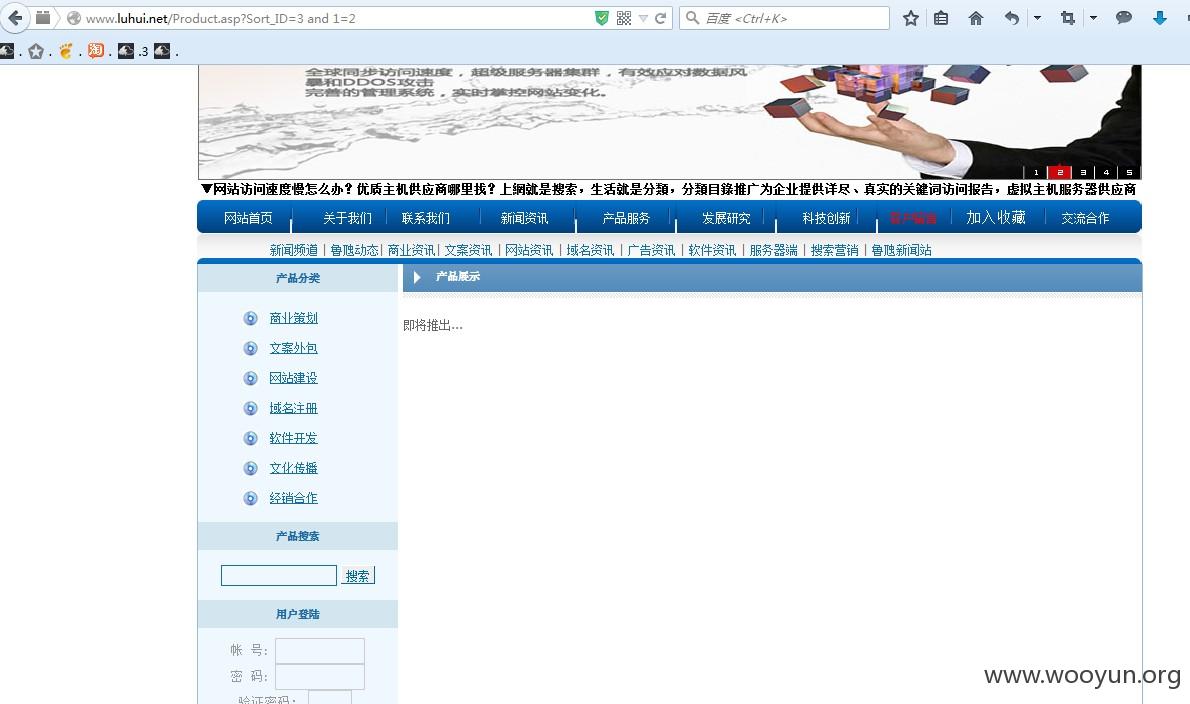 www.luhui.net/Product.asp?Sort_ID=3 and 1=2
百度 <Ctrl+K>
淘
.3
全球同步访问速度，超级服务器集群，有效应对数据风
暴和DDOS攻击
完善的管理系统，实时掌控网站变化。
1 2 3 4 5
▼网站访问速度慢怎么办？优质主机供应商哪里找？上網就是搜索，生活就是分類，分類目錄推广为企业提供详尽、真实的关键词访问报告，虚拟主机服务器供应商
网站首页 关于我们 联系我们 新闻资讯 产品服务 发展研究 科技创新 客户留言 加入收藏 交流合作
新闻频道 | 鲁虺动态 | 商业资讯 | 文案资讯 | 网站资讯 | 域名资讯 | 广告资讯 | 软件资讯 | 服务器端 | 搜索营销 | 鲁虺新闻站
产品分类
产品展示
商业策划
文案外包
网站建设
域名注册
软件开发
文化传播
经销合作
即将推出...
产品搜索
搜索
用户登陆
帐 号:
密 码:
验证密码:
www.wooyun.org